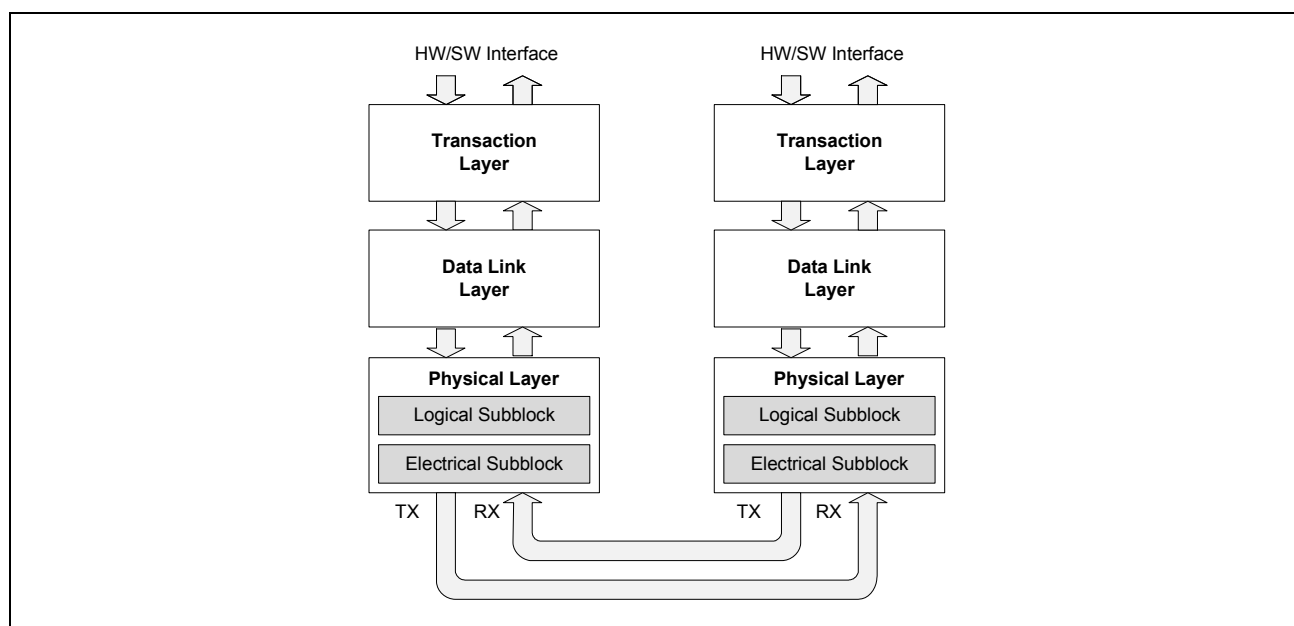 HW/SW Interface
HW/SW Interface
Transaction
Layer
Transaction
Layer
Data Link
Layer
Data Link
Layer
Physical Layer
Logical Subblock
Electrical Subblock
Physical Layer
Logical Subblock
Electrical Subblock
TX
RX
TX
RX